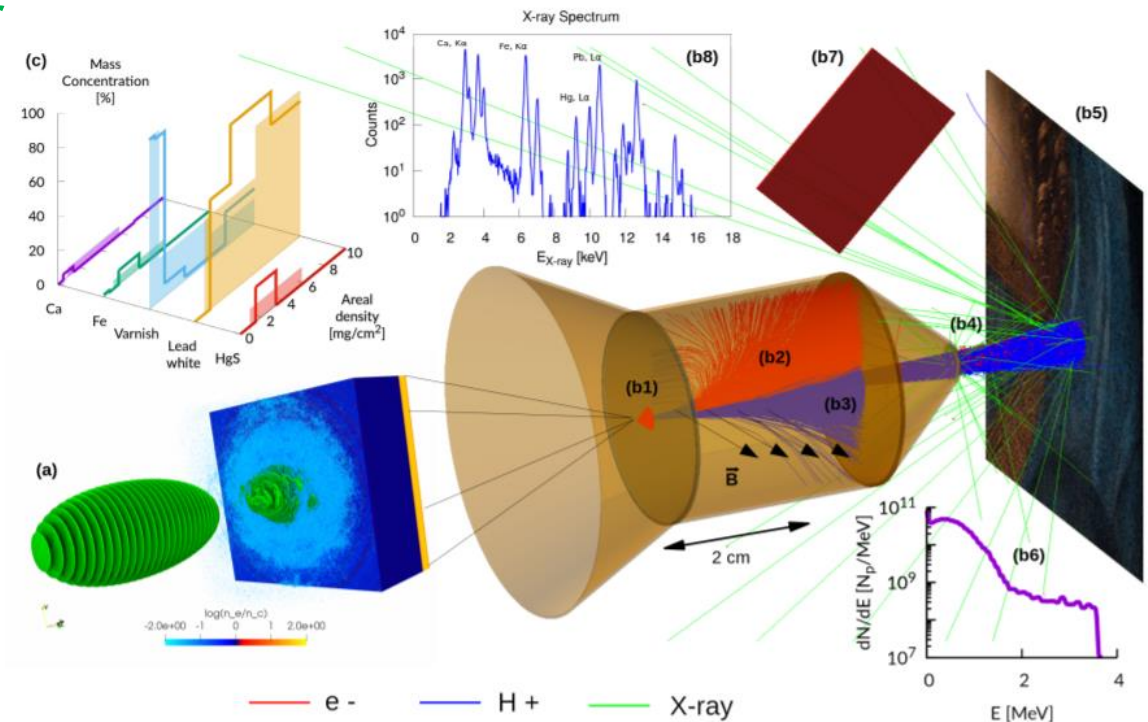 X-ray Spectrum
(c)
Mass
Concentration
[%]
100
80
60
40
20
0
Ca
Fe
Varnish
Lead
white
HgS
0
2
4
6
8
10
Areal
density
[mg/cm²]
10⁴
10³
10²
10¹
10⁰
Counts
Ca, Kα
Fe, Kα
Pb, Lα
Hg, Lα
(b8)
0 2 4 6 8 10 12 14 16 18
E_X-ray [keV]
(b7)
(b5)
(b4)
(b1)
(b2)
(b3)
B
2 cm
(a)
log(n_e/n_c)
-2.0e+00 -1 0 1 2.0e+00
10¹¹
10⁹
10⁷
dN/dE [Nₚ/MeV]
(b6)
0 2 4
E [MeV]
e - H + X-ray